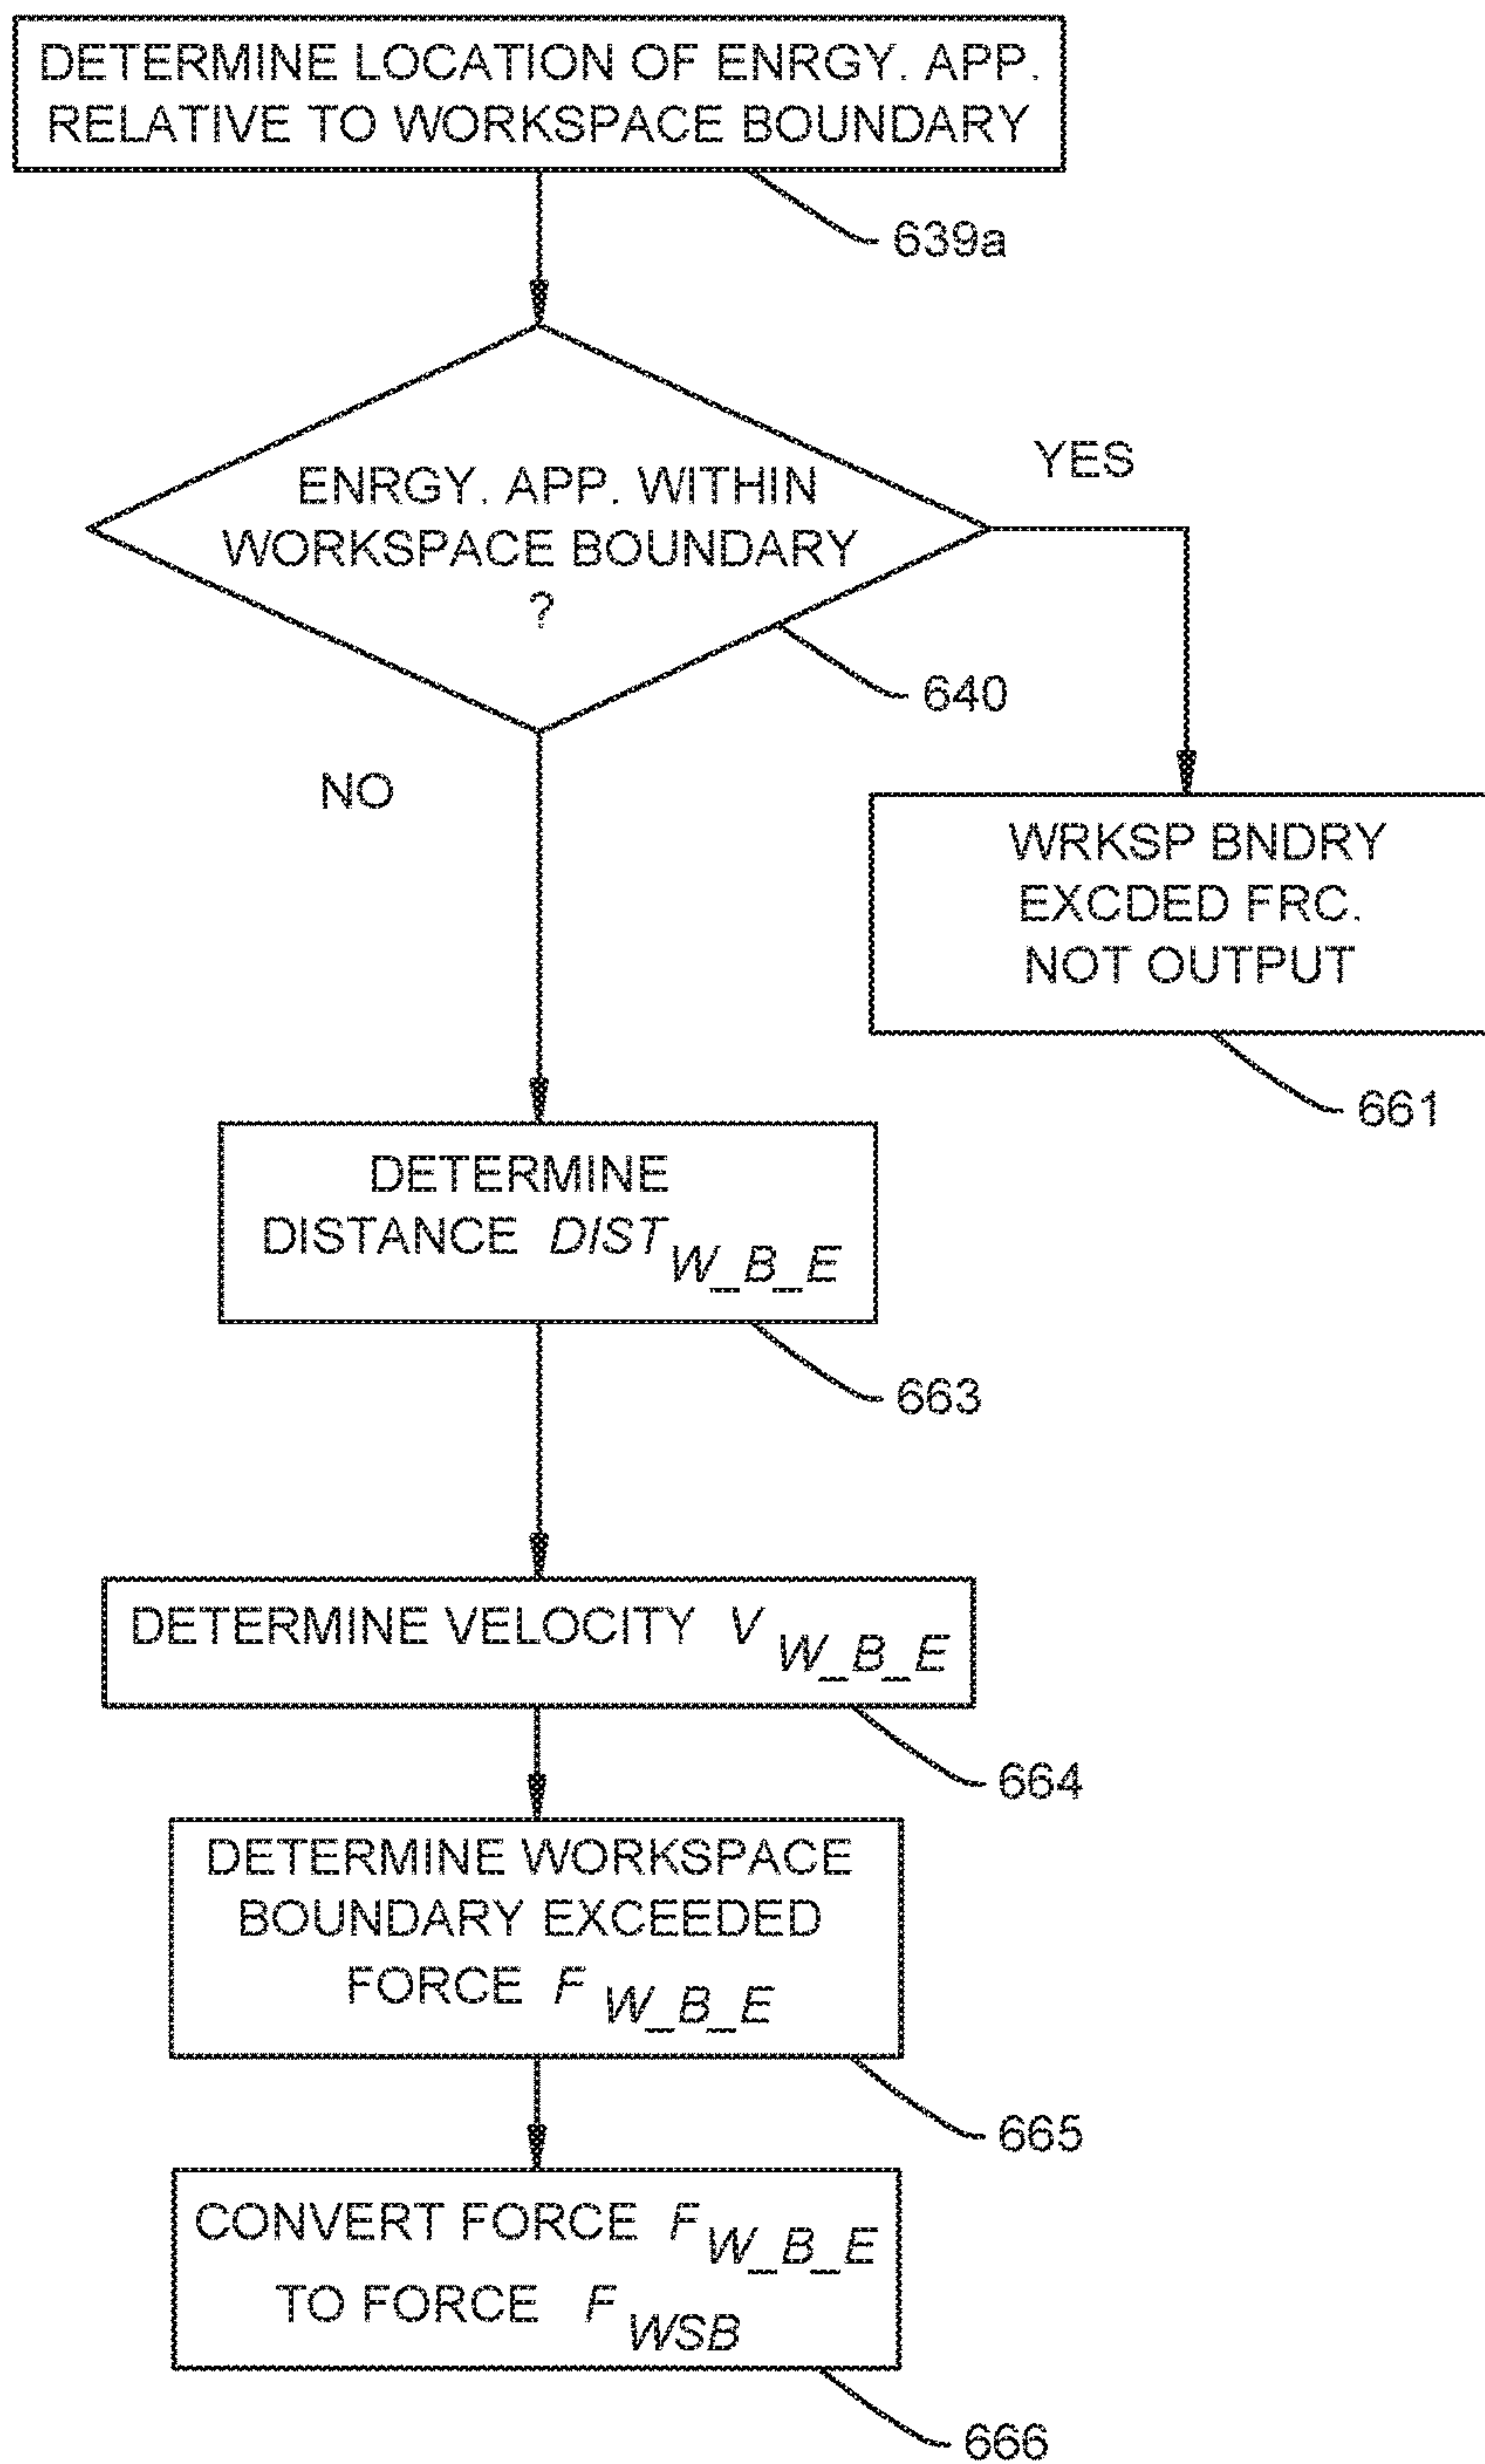 DETERMINE LOCATION OF ENRGY. APP.
RELATIVE TO WORKSPACE BOUNDARY
639a
ENRGY. APP. WITHIN
WORKSPACE BOUNDARY
?
YES
640
NO
WRKSP BNDRY
EXCDED FRC.
NOT OUTPUT
661
DETERMINE
DISTANCE DIST W_B_E
663
DETERMINE VELOCITY V W_B_E
664
DETERMINE WORKSPACE
BOUNDARY EXCEEDED
FORCE F W_B_E
665
CONVERT FORCE F W_B_E
TO FORCE F WSB
666